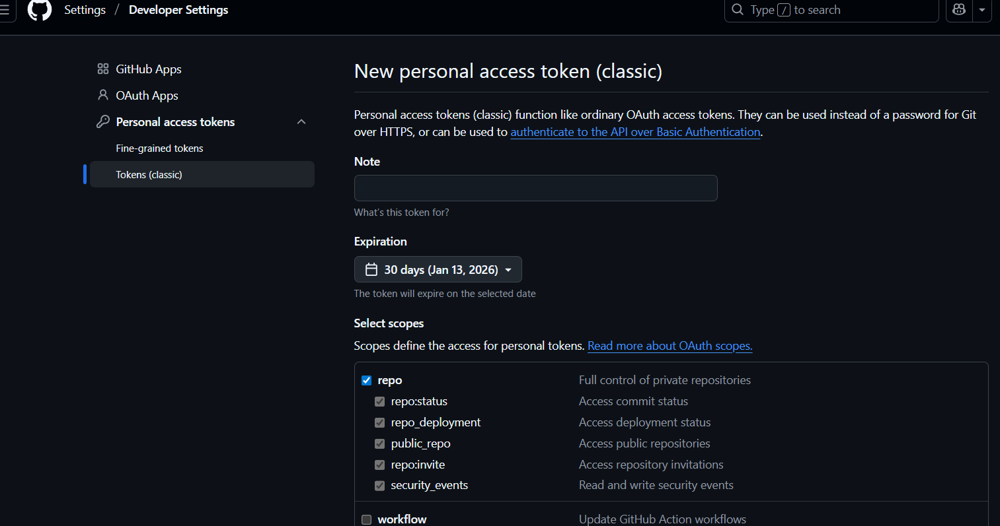 Settings / Developer Settings
Type / to search
GitHub Apps
OAuth Apps
Personal access tokens
Fine-grained tokens
Tokens (classic)
New personal access token (classic)
Personal access tokens (classic) function like ordinary OAuth access tokens. They can be used instead of a password for Git
over HTTPS, or can be used to authenticate to the API over Basic Authentication.
Note
What's this token for?
Expiration
30 days (Jan 13, 2026)
The token will expire on the selected date
Select scopes
Scopes define the access for personal tokens. Read more about OAuth scopes.
repo Full control of private repositories
repo:status Access commit status
repo_deployment Access deployment status
public_repo Access public repositories
repo:invite Access repository invitations
security_events Read and write security events
workflow Update GitHub Action workflows